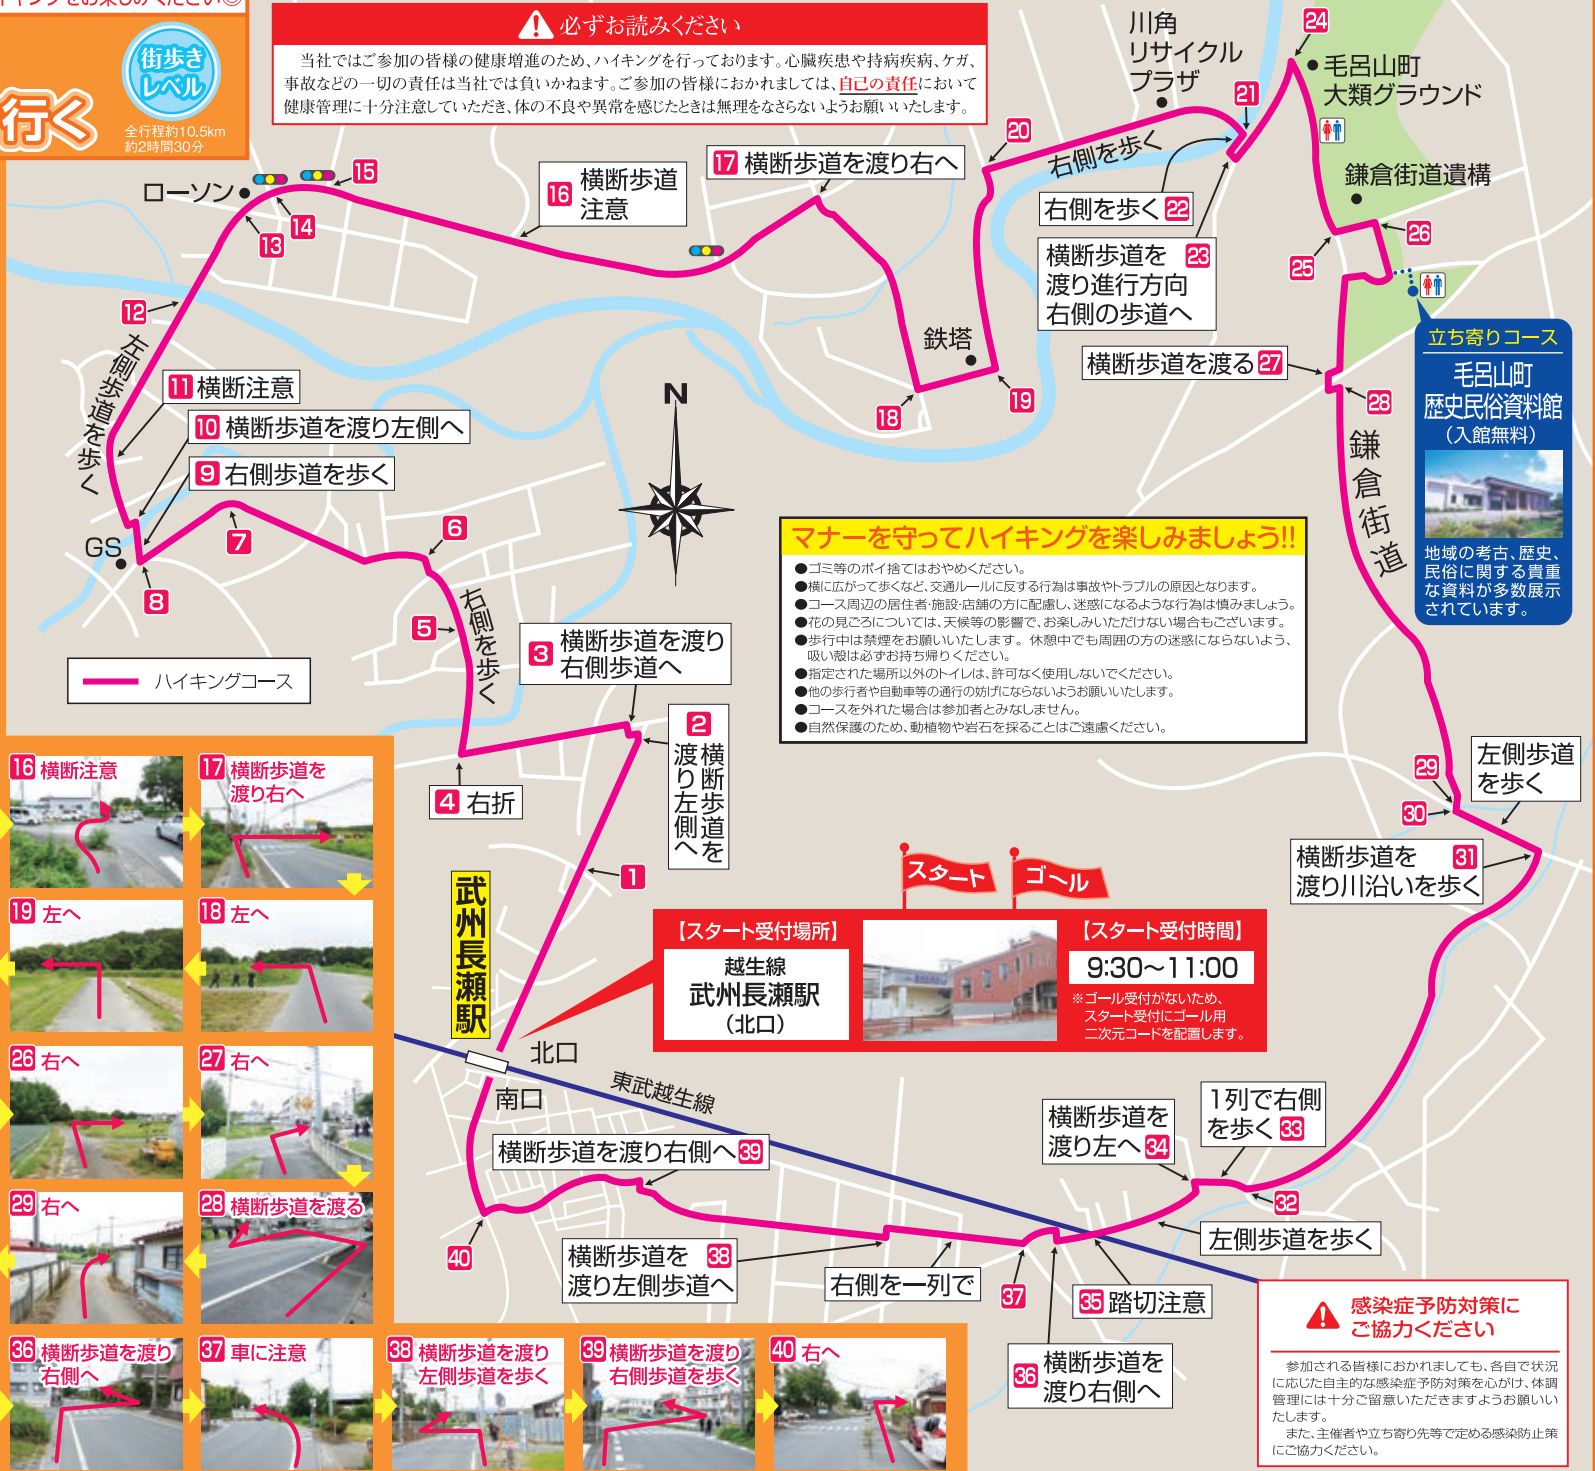 行く
街歩き
レベル
全行程約10.5km
約2時間30分
必ずお読みください
当社ではご参加の皆様の健康増進のため、ハイキングを行っております。心臓疾患や持病疾病、ケガ、
事故などの一切の責任は当社では負いかねます。ご参加の皆様におかれましては、自己の責任において
健康管理に十分注意していただき、体の不良や異常を感じたときは無理をなさらないようお願いいたします。
川角
リサイクル
プラザ
24
毛呂山町
大類グラウンド
21
20
右側を歩く
鎌倉街道遺構
右側を歩く 22
横断歩道を 23
渡り進行方向
右側の歩道へ
25
26
17 横断歩道を渡り右へ
16 横断歩道
注意
15
ローソン
14
13
12
左側歩道を歩く
11 横断注意
10 横断歩道を渡り左側へ
9 右側歩道を歩く
GS
8
7
6
5
右側を歩く
N
鉄塔
18
19
横断歩道を渡る 27
28
鎌倉街道
立ち寄りコース
毛呂山町
歴史民俗資料館
(入館無料)
地域の考古、歴史、
民俗に関する貴重
な資料が多数展示
されています。
マナーを守ってハイキングを楽しみましょう!!
●ゴミ等のポイ捨てはおやめください。
●横に広がって歩くなど、交通ルールに反する行為は事故やトラブルの原因となります。
●コース周辺の居住者・施設・店舗の方に配慮し、迷惑になるような行為は慎みましょう。
●花の見ごろについては、天候等の影響で、お楽しみいただけない場合もございます。
●歩行中は禁煙をお願いいたします。休憩中でも周囲の方の迷惑にならないよう、
吸い殻は必ずお持ち帰りください。
●指定された場所以外のトイレは、許可なく使用しないでください。
●他の歩行者や自動車等の通行の妨げにならないようお願いいたします。
●コースを外れた場合は参加者とみなしません。
●自然保護のため、動植物や岩石を採ることはご遠慮ください。
ハイキングコース
3 横断歩道を渡り
右側歩道へ
2 横断歩道を
渡り左側へ
4 右折
1
武州長瀬駅
北口
南口
東武越生線
スタート
ゴール
【スタート受付場所】
越生線
武州長瀬駅
(北口)
【スタート受付時間】
9:30〜11:00
※ゴール受付がないため、
スタート受付にゴール用
二次元コードを配置します。
29
30
左側歩道
を歩く
横断歩道を 31
渡り川沿いを歩く
1列で右側
を歩く 33
32
横断歩道を
渡り左へ 34
左側歩道を歩く
35 踏切注意
36 横断歩道を
渡り右側へ
37
右側を一列で
横断歩道を 38
渡り左側歩道へ
横断歩道を渡り右側へ 39
40
感染症予防対策に
ご協力ください
参加される皆様におかれましても、各自で状況
に応じた自主的な感染症予防対策を心がけ、体調
管理には十分ご留意いただきますようお願いい
たします。
また、主催者や立ち寄り先等で定める感染防止策
にご協力ください。
16 横断注意
17 横断歩道を
渡り右へ
19 左へ
18 左へ
26 右へ
27 右へ
29 右へ
28 横断歩道を渡る
36 横断歩道を渡り
右側へ
37 車に注意
38 横断歩道を渡り
左側歩道を歩く
39 横断歩道を渡り
右側歩道を歩く
40 右へ